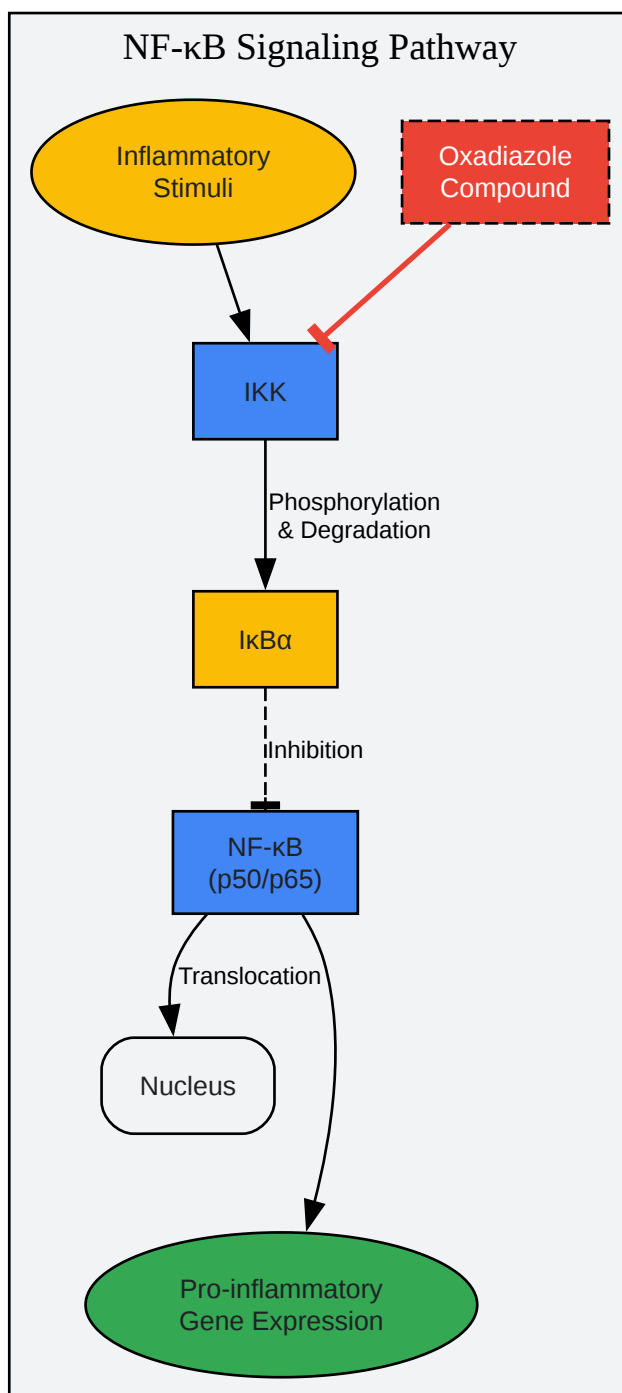 NF-κB Signaling Pathway
Inflammatory
Stimuli
Oxadiazole
Compound
IKK
Phosphorylation
& Degradation
IκBα
Inhibition
NF-κB
(p50/p65)
Translocation
Nucleus
Pro-inflammatory
Gene Expression